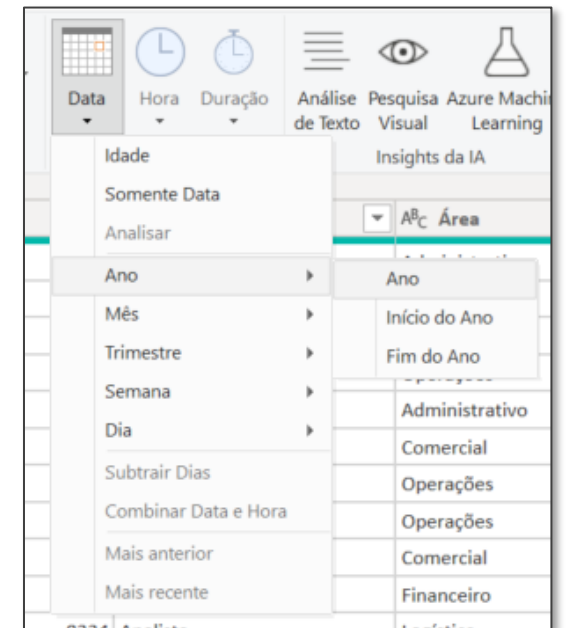 Data
Hora
Duração
Análise
de Texto
Pesquisa
Visual
Azure Machi
Learning
Insights da IA
Idade
Somente Data
Analisar
Ano
Mês
Trimestre
Semana
Dia
Subtrair Dias
Combinar Data e Hora
Mais anterior
Mais recente
Ano
Início do Ano
Fim do Ano
ABC Área
Administrativo
Comercial
Operações
Operações
Comercial
Financeiro